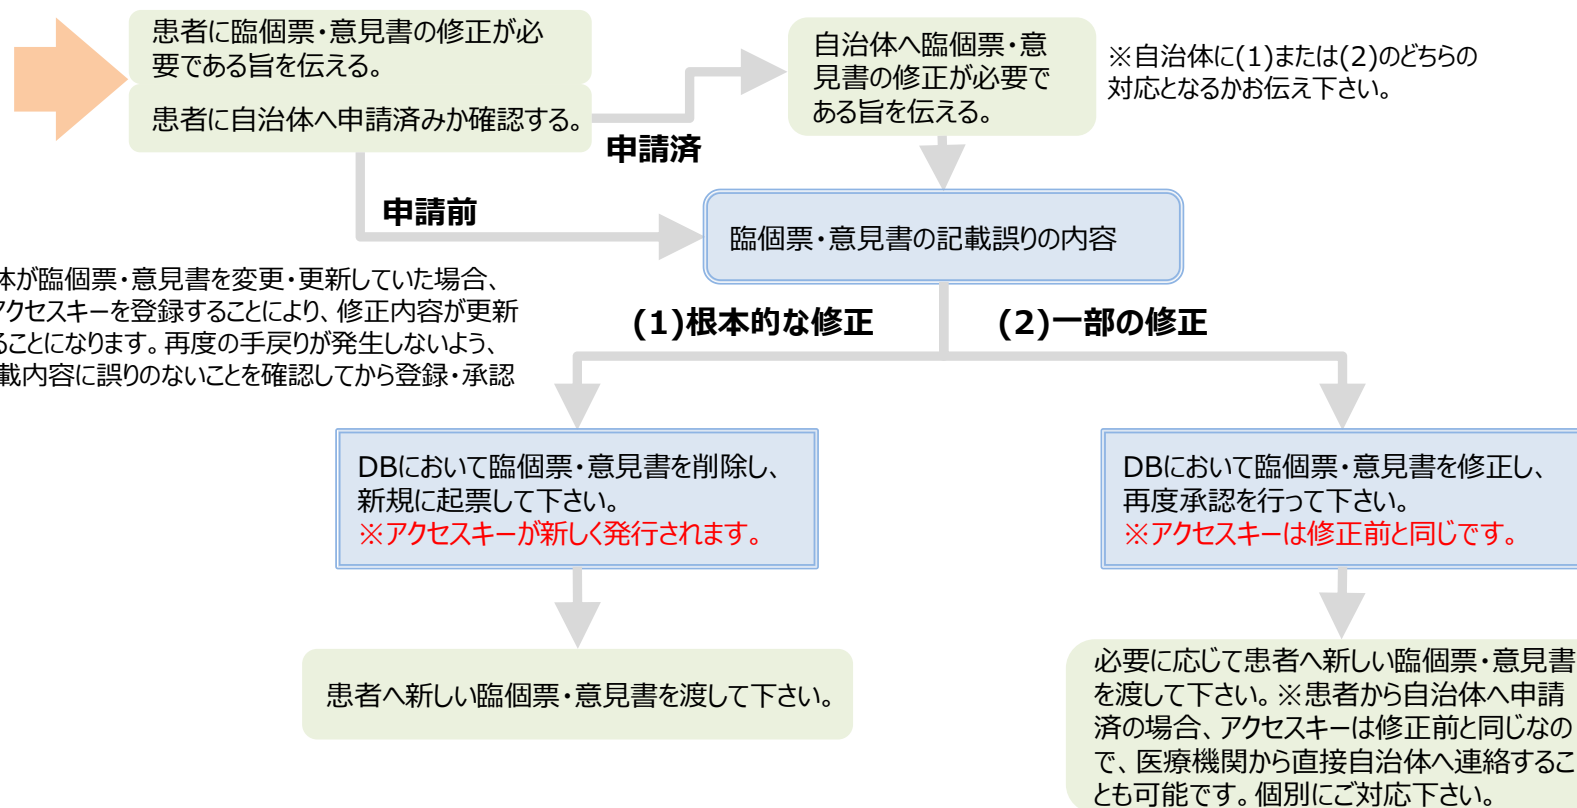 患者に臨個票・意見書の修正が必
要である旨を伝える。
患者に自治体へ申請済みか確認する。
申請済
自治体へ臨個票・意
見書の修正が必要で
ある旨を伝える。
※自治体に(1)または(2)のどちらの
対応となるかお伝え下さい。
申請前
臨個票・意見書の記載誤りの内容
体が臨個票・意見書を変更・更新していた場合、
アクセスキーを登録することにより、修正内容が更新
ることになります。再度の手戻りが発生しないよう、
載内容に誤りのないことを確認してから登録・承認
(1)根本的な修正
(2)一部の修正
DBにおいて臨個票・意見書を削除し、
新規に起票して下さい。
※アクセスキーが新しく発行されます。
DBにおいて臨個票・意見書を修正し、
再度承認を行って下さい。
※アクセスキーは修正前と同じです。
患者へ新しい臨個票・意見書を渡して下さい。
必要に応じて患者へ新しい臨個票・意見書
を渡して下さい。※患者から自治体へ申請
済の場合、アクセスキーは修正前と同じなの
で、医療機関から直接自治体へ連絡するこ
とも可能です。個別にご対応下さい。